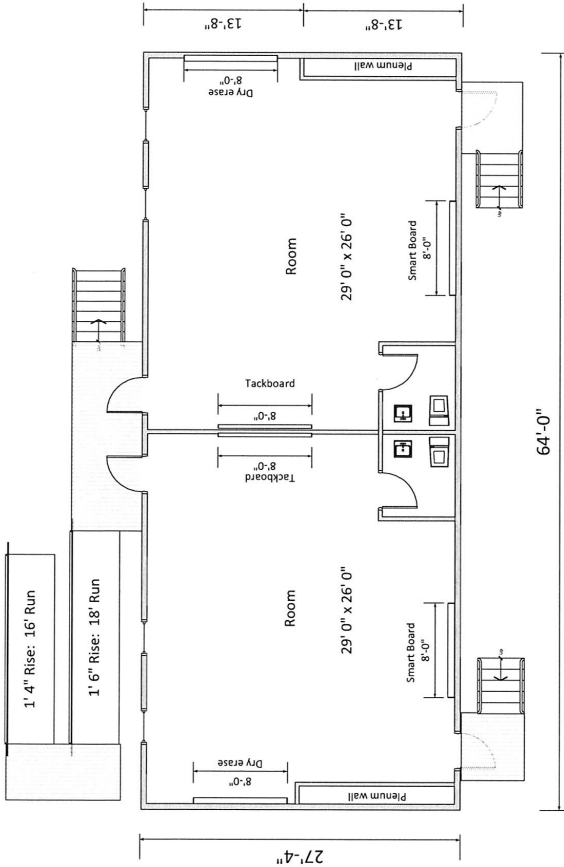 13'-8"
13'-8"
Plenum wall
8'-0"
Dry erase
Up
Room
29' 0" x 26' 0"
Smart Board
8'-0"
Tackboard
8'-0"
8'-0"
Tackboard
64'-0"
1' 4" Rise: 16' Run
1' 6" Rise: 18' Run
Room
29' 0" x 26' 0"
Smart Board
8'-0"
Up
Dry erase
8'-0"
Plenum wall
27'-4"